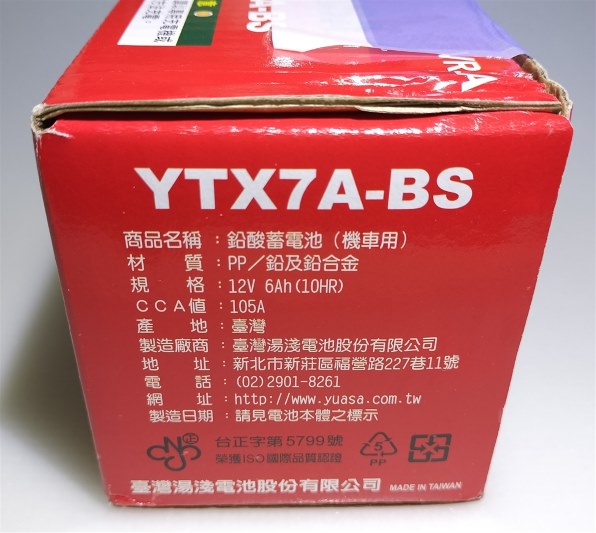 YTX7A-BS
商品名稱：鉛酸蓄電池（機車用）
材質：PP／鉛及鉛合金
規格：12V 6Ah(10HR)
CCA值：105A
產地：臺灣
製造廠商：臺灣湯淺電池股份有限公司
地址：新北市新莊區福營路227巷11號
電話：(02)2901-8261
網址：http://www.yuasa.com.tw
製造日期：請見電池本體之標示
台正字第5799號
榮獲ISO國際品質認證
5
PP
臺灣湯淺電池股份有限公司 MADE IN TAIWAN